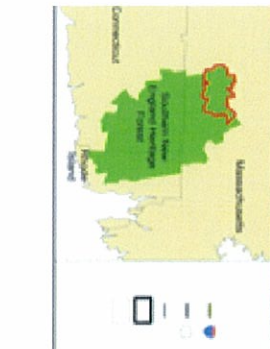 Massachusetts
Southern New
England Heritage
Forest
Connecticut
Rhode
Island